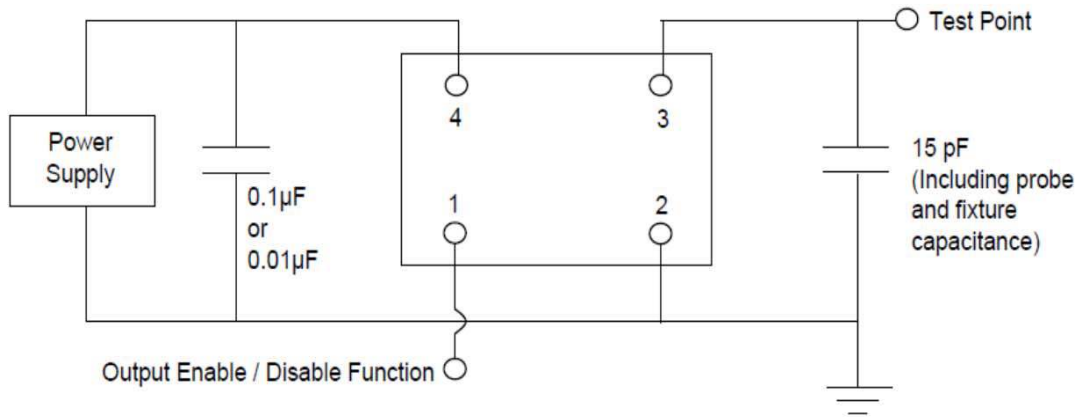 Test Point
4
3
Power
Supply
0.1µF
or
0.01µF
1
2
15 pF
(Including probe
and fixture
capacitance)
Output Enable / Disable Function